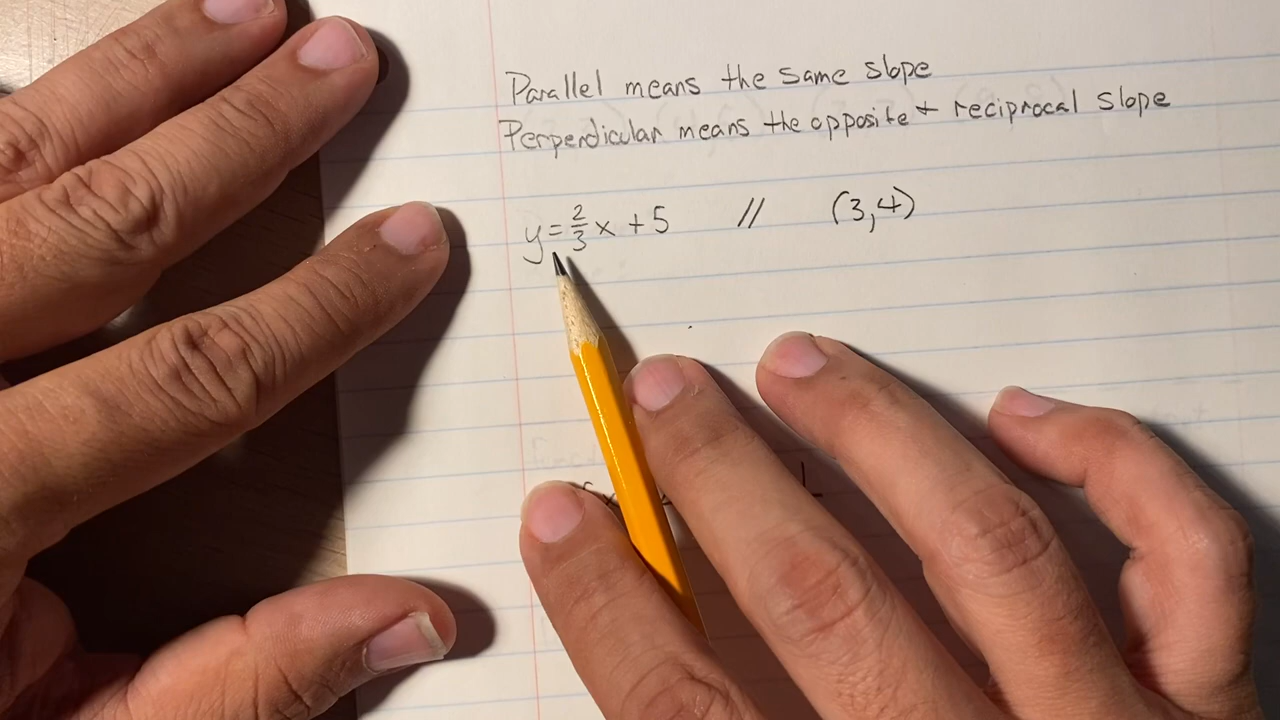 Parallel means the same slope
Perpendicular means the opposite + reciprocal slope
y = 2/3 x + 5 // (3,4)